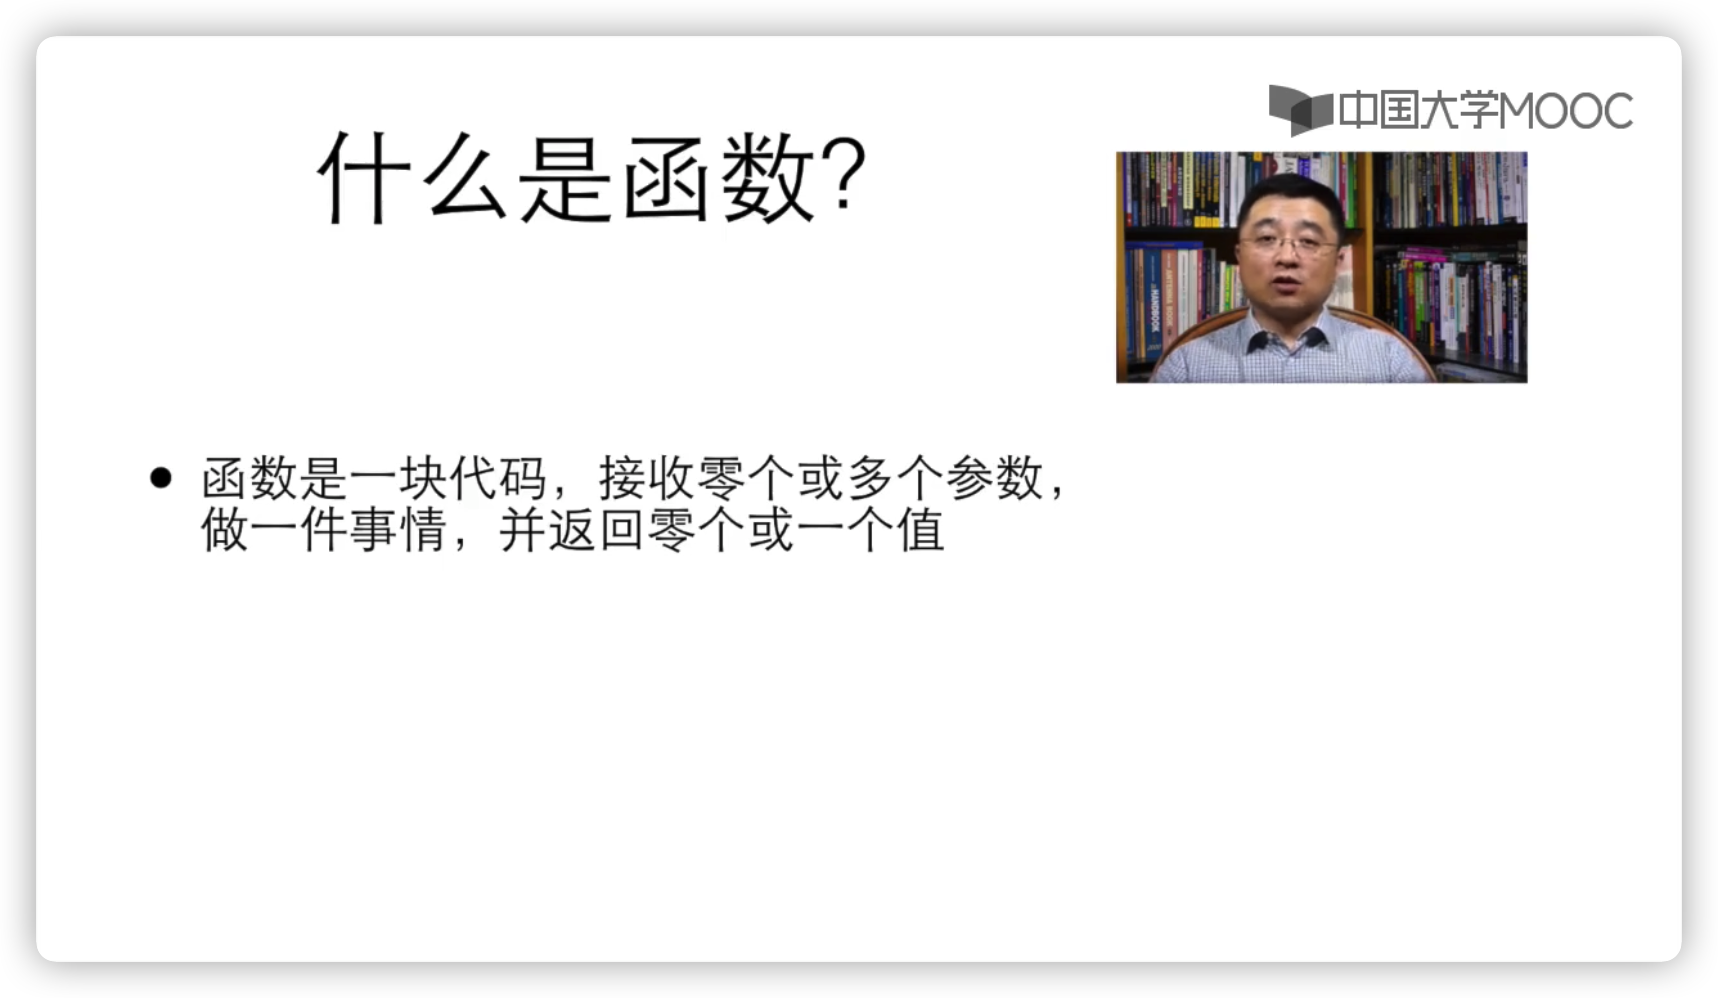 中国大学MOOC
什么是函数?
HANDBOOK
• 函数是一块代码，接收零个或多个参数，
做一件事情，并返回零个或一个值